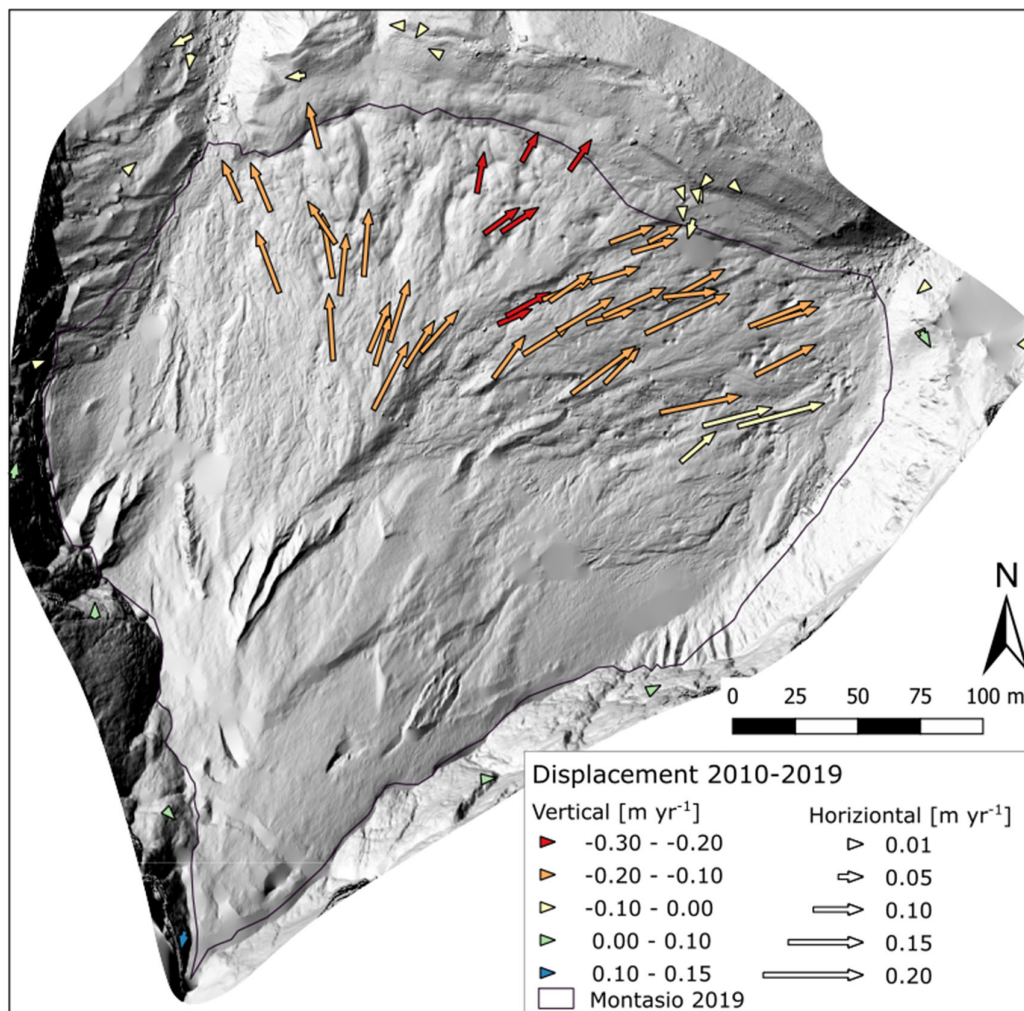 N
0 25 50 75 100 m
Displacement 2010-2019
Vertical [m yr-1] Horiziontal [m yr-1]
-0.30 - -0.20 0.01
-0.20 - -0.10 0.05
-0.10 - 0.00 0.10
0.00 - 0.10 0.15
0.10 - 0.15 0.20
Montasio 2019